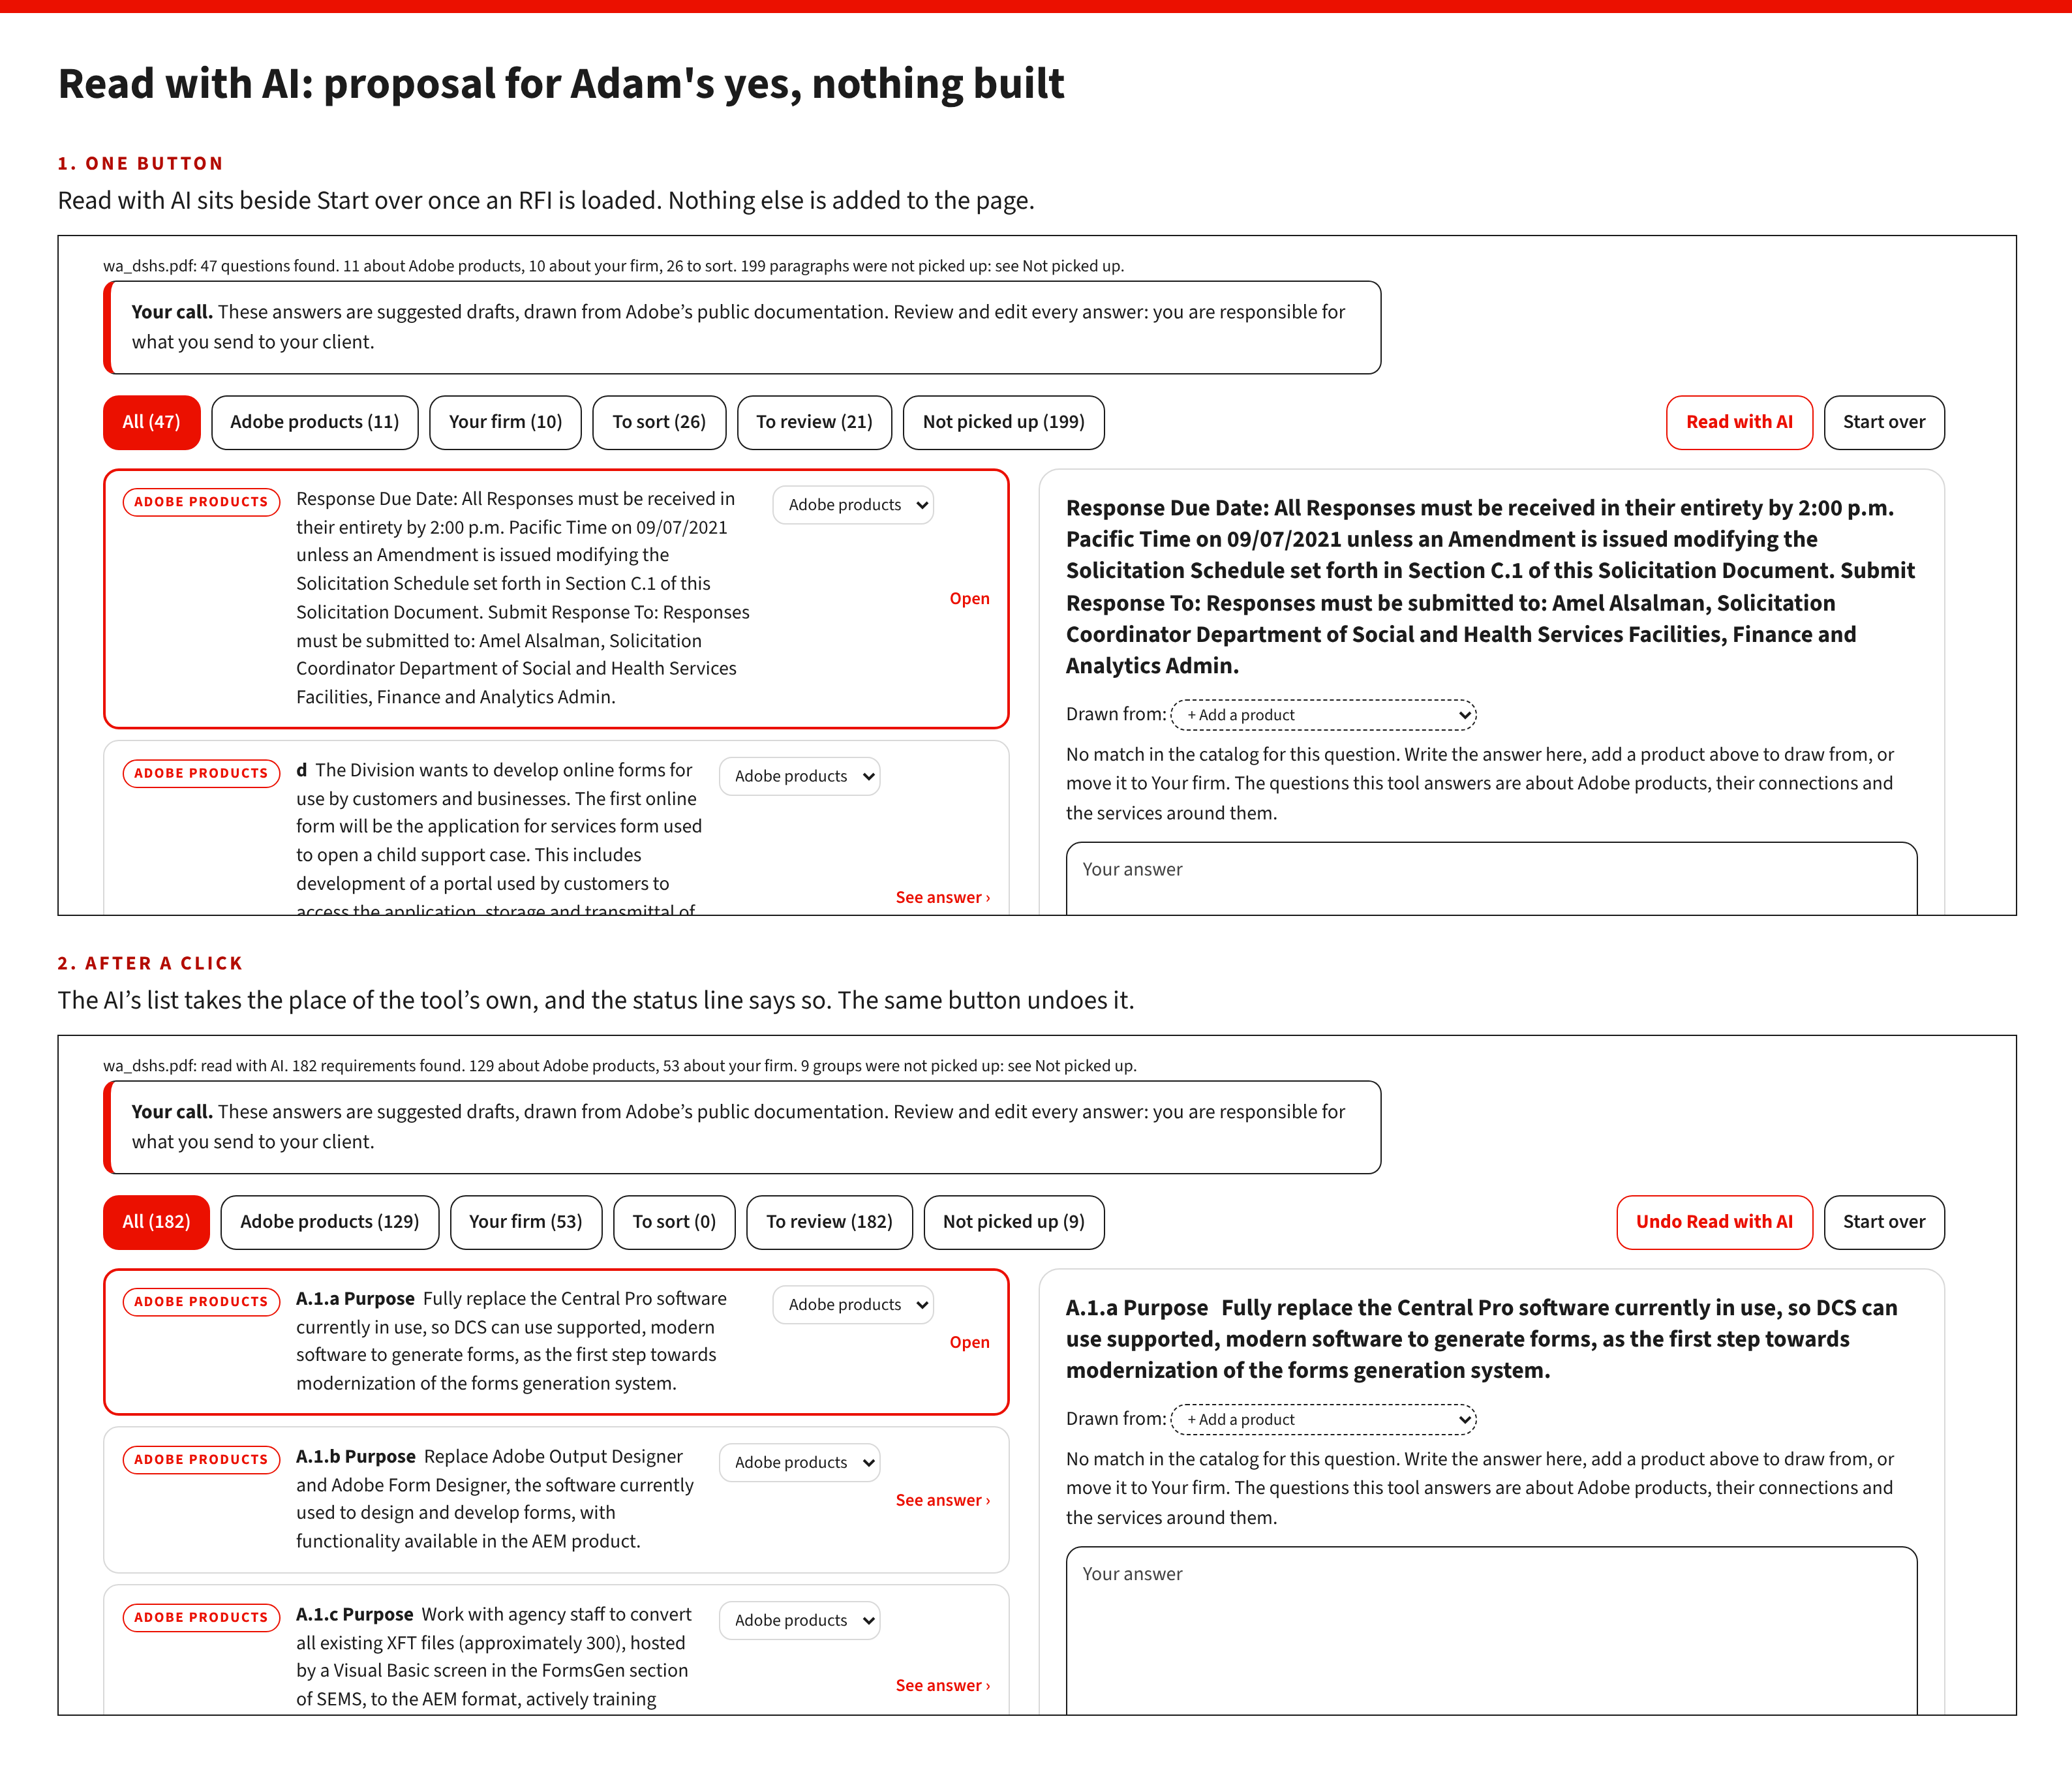 Read with AI: proposal for Adam's yes, nothing built
1. ONE BUTTON
Read with AI sits beside Start over once an RFI is loaded. Nothing else is added to the page.
wa_dshs.pdf: 47 questions found. 11 about Adobe products, 10 about your firm, 26 to sort. 199 paragraphs were not picked up: see Not picked up.
Your call. These answers are suggested drafts, drawn from Adobe’s public documentation. Review and edit every answer: you are responsible for
what you send to your client.
All (47) Adobe products (11) Your firm (10) To sort (26) To review (21) Not picked up (199) Read with AI Start over
ADOBE PRODUCTS
Response Due Date: All Responses must be received in
their entirety by 2:00 p.m. Pacific Time on 09/07/2021
unless an Amendment is issued modifying the
Solicitation Schedule set forth in Section C.1 of this
Solicitation Document. Submit Response To: Responses
must be submitted to: Amel Alsalman, Solicitation
Coordinator Department of Social and Health Services
Facilities, Finance and Analytics Admin.
Adobe products
Open
ADOBE PRODUCTS
d The Division wants to develop online forms for
use by customers and businesses. The first online
form will be the application for services form used
to open a child support case. This includes
development of a portal used by customers to
access the application, storage and transmittal of
Adobe products
See answer ›
Response Due Date: All Responses must be received in their entirety by 2:00 p.m.
Pacific Time on 09/07/2021 unless an Amendment is issued modifying the
Solicitation Schedule set forth in Section C.1 of this Solicitation Document. Submit
Response To: Responses must be submitted to: Amel Alsalman, Solicitation
Coordinator Department of Social and Health Services Facilities, Finance and
Analytics Admin.
Drawn from: + Add a product
No match in the catalog for this question. Write the answer here, add a product above to draw from, or
move it to Your firm. The questions this tool answers are about Adobe products, their connections and
the services around them.
Your answer
2. AFTER A CLICK
The AI’s list takes the place of the tool’s own, and the status line says so. The same button undoes it.
wa_dshs.pdf: read with AI. 182 requirements found. 129 about Adobe products, 53 about your firm. 9 groups were not picked up: see Not picked up.
Your call. These answers are suggested drafts, drawn from Adobe’s public documentation. Review and edit every answer: you are responsible for
what you send to your client.
All (182) Adobe products (129) Your firm (53) To sort (0) To review (182) Not picked up (9) Undo Read with AI Start over
ADOBE PRODUCTS
A.1.a Purpose Fully replace the Central Pro software
currently in use, so DCS can use supported, modern
software to generate forms, as the first step towards
modernization of the forms generation system.
Adobe products
Open
ADOBE PRODUCTS
A.1.b Purpose Replace Adobe Output Designer
and Adobe Form Designer, the software currently
used to design and develop forms, with
functionality available in the AEM product.
Adobe products
See answer ›
ADOBE PRODUCTS
A.1.c Purpose Work with agency staff to convert
all existing XFT files (approximately 300), hosted
by a Visual Basic screen in the FormsGen section
of SEMS, to the AEM format, actively training
Adobe products
See answer ›
A.1.a Purpose Fully replace the Central Pro software currently in use, so DCS can
use supported, modern software to generate forms, as the first step towards
modernization of the forms generation system.
Drawn from: + Add a product
No match in the catalog for this question. Write the answer here, add a product above to draw from, or
move it to Your firm. The questions this tool answers are about Adobe products, their connections and
the services around them.
Your answer